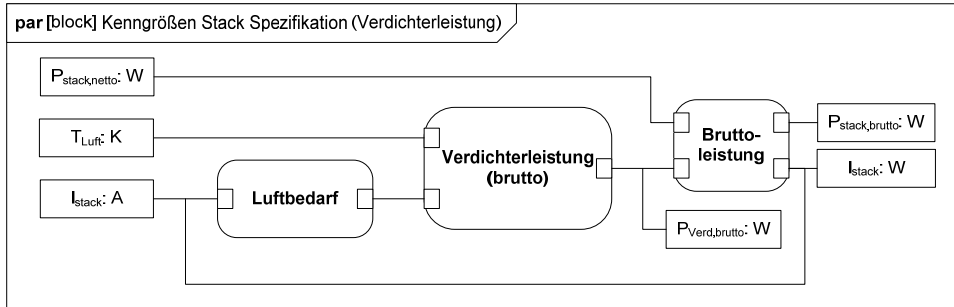 par [block] Kenngrößen Stack Spezifikation (Verdichterleistung)
Pstack,netto: W
TLuft: K
Istack: A
Luftbedarf
Verdichterleistung
(brutto)
Brutto-
leistung
Pstack,brutto: W
Istack: W
PVerd,brutto: W